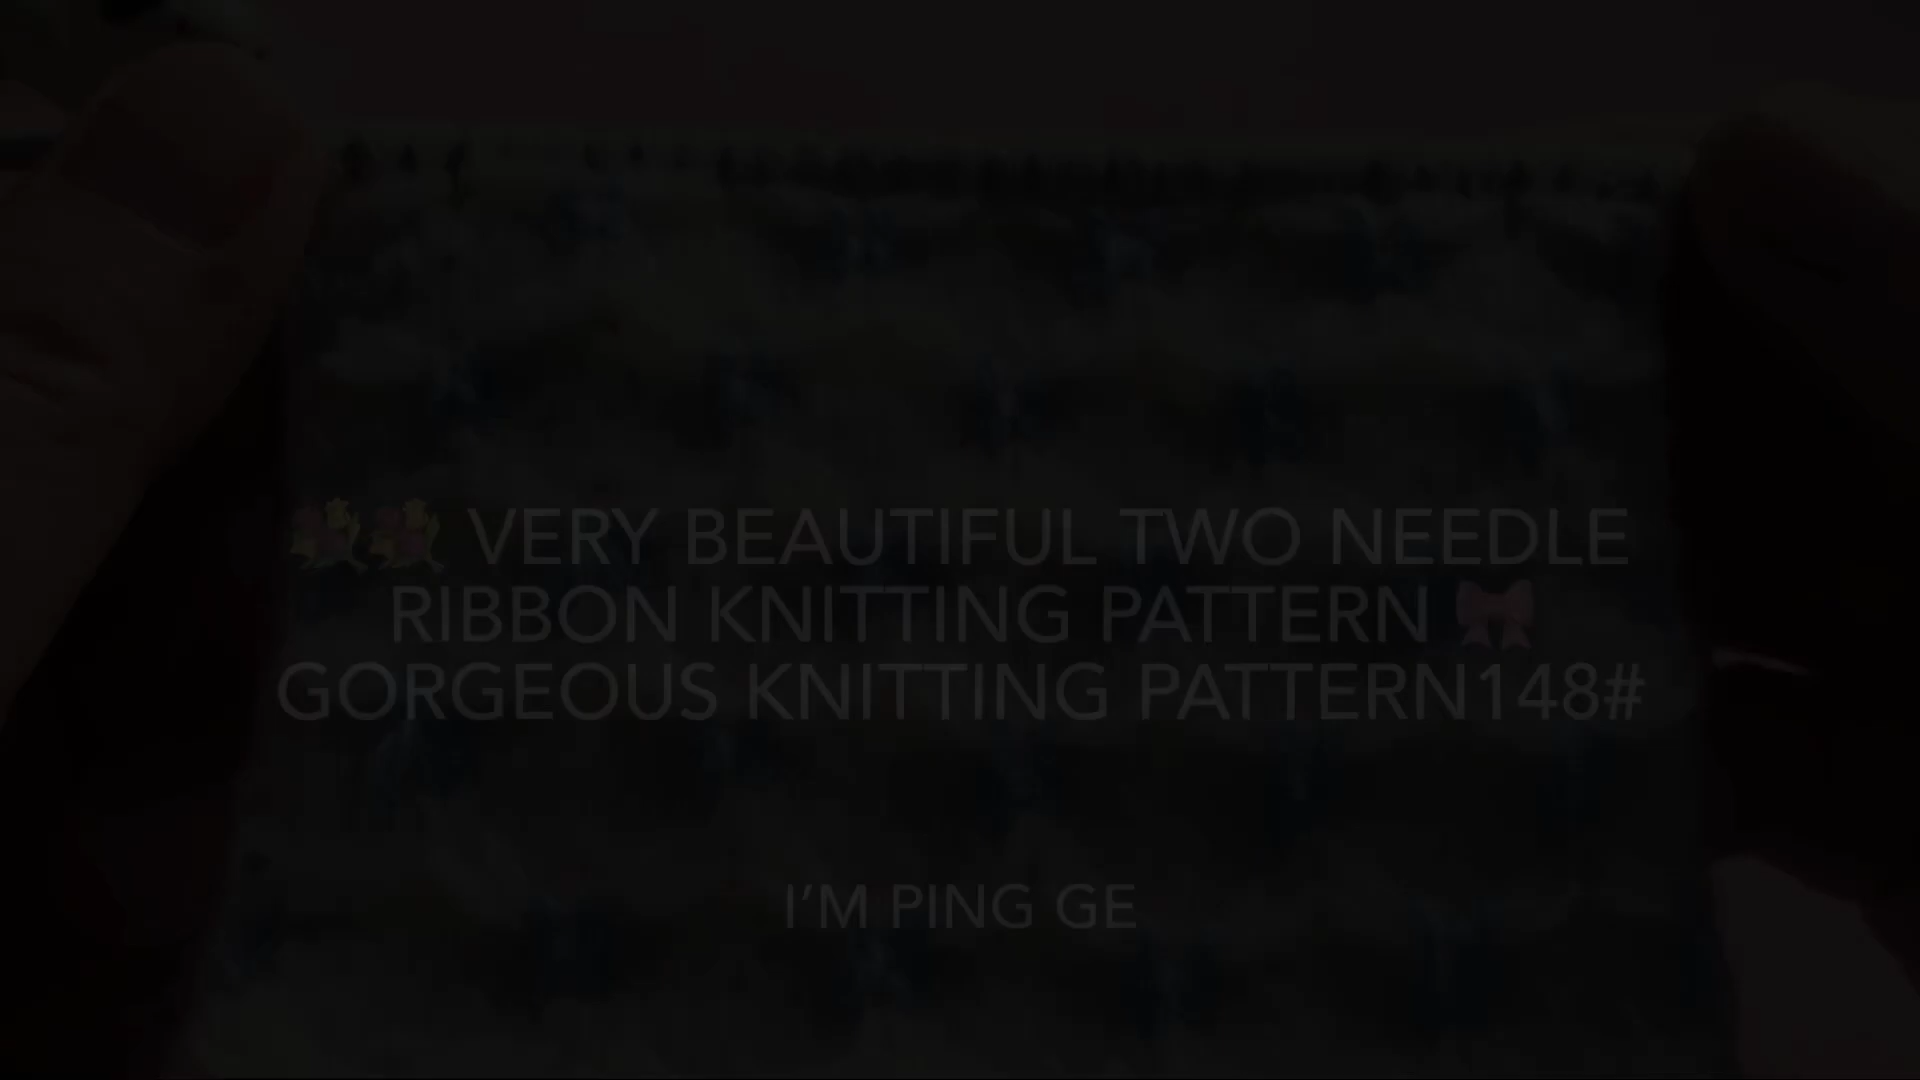 💐💐 VERY BEAUTIFUL TWO NEEDLE
RIBBON KNITTING PATTERN 🎀
GORGEOUS KNITTING PATTERN148#
I'M PING GE